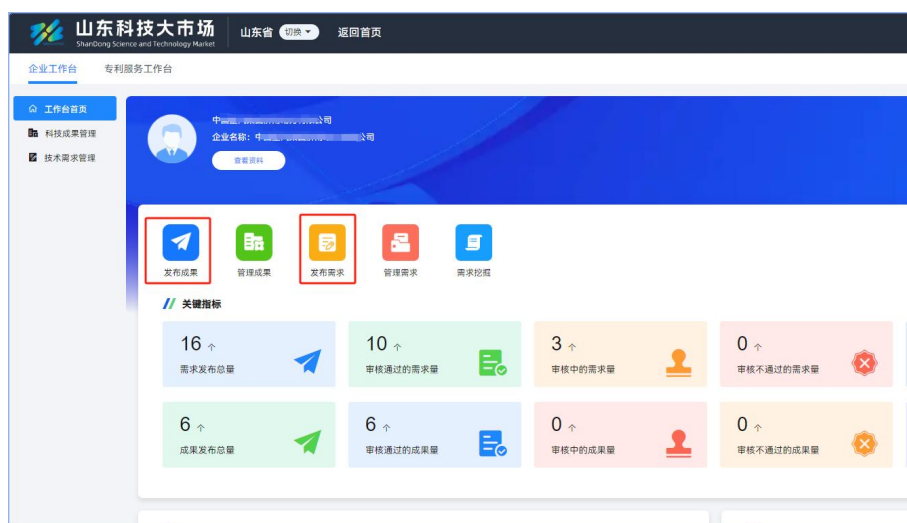 山东科技大市场
ShanDong Science and Technology Market
山东省 切换 返回首页
企业工作台 专利服务工作台
工作台首页
科技成果管理
技术需求管理
中 公司
企业名称：中 公司
查看资料
发布成果 管理成果 发布需求 管理需求 需求挖掘
关键指标
16 个 10 个 3 个 0 个
需求发布总量 审核通过的需求量 审核中的需求量 审核不通过的需求量
6 个 6 个 0 个 0 个
成果发布总量 审核通过的成果量 审核中的成果量 审核不通过的成果量